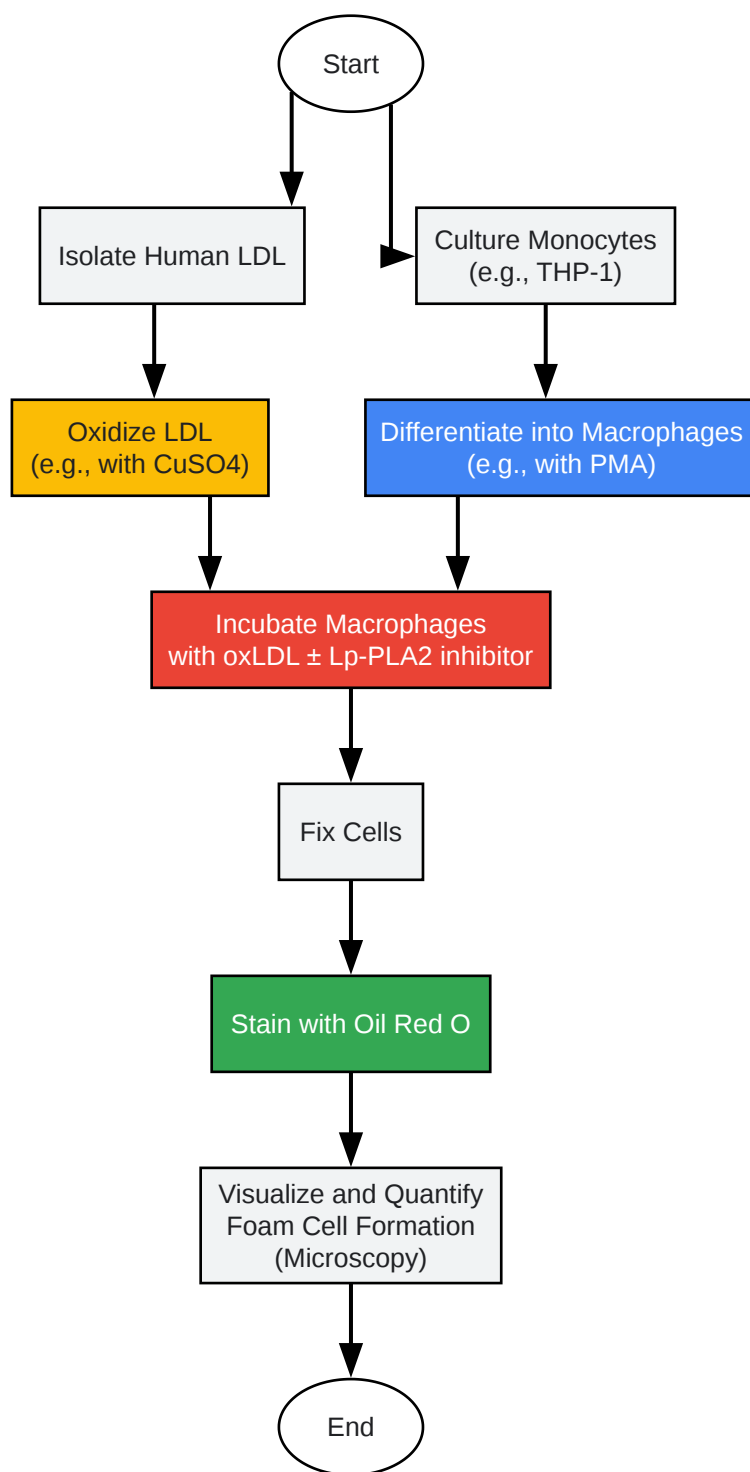 Start
Isolate Human LDL
Culture Monocytes
(e.g., THP-1)
Oxidize LDL
(e.g., with CuSO4)
Differentiate into Macrophages
(e.g., with PMA)
Incubate Macrophages
with oxLDL ± Lp-PLA2 inhibitor
Fix Cells
Stain with Oil Red O
Visualize and Quantify
Foam Cell Formation
(Microscopy)
End